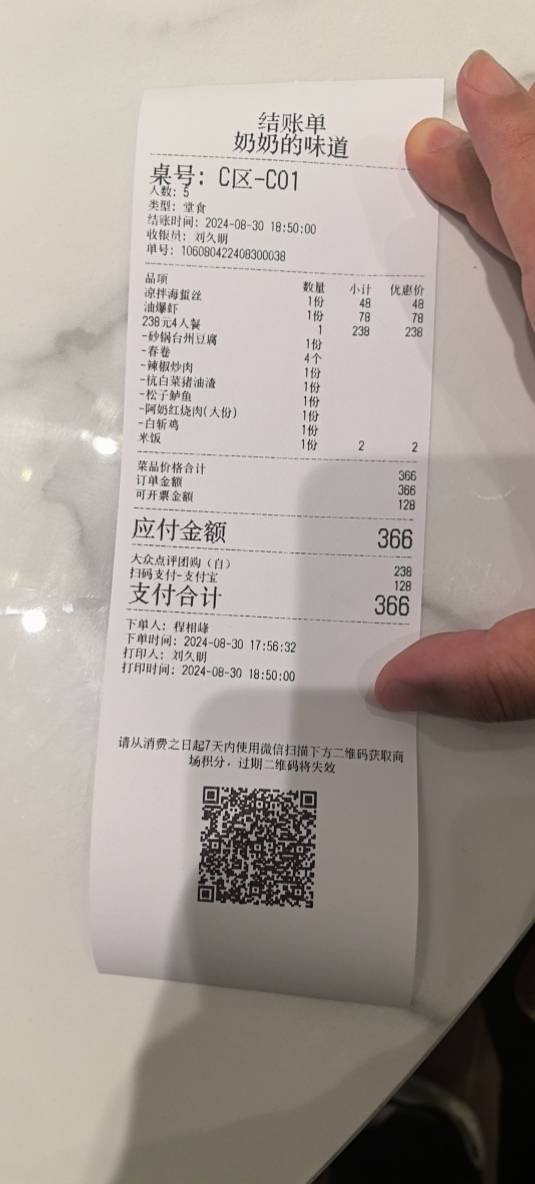 结账单
奶奶的味道
桌号：C区-C01
人数：5
类型：堂食
结账时间：2024-08-30 18:50:00
收银员：刘久明
单号：106080422408300038
品项 数量 小计 优惠价
凉拌海蜇丝 1份 48 48
油爆虾 1份 78 78
238元4人餐 1 238 238
-砂锅台州豆腐 1份
-春卷 4个
-辣椒炒肉 1份
-杭白菜猪油渣 1份
-松子鲈鱼 1份
-阿奶红烧肉(大份) 1份
-白斩鸡 1份
米饭 1份 2 2
菜品价格合计 366
订单金额 366
可开票金额 128
应付金额 366
大众点评团购（自） 238
扫码支付-支付宝 128
支付合计 366
下单人：程相峰
下单时间：2024-08-30 17:56:32
打印人：刘久明
打印时间：2024-08-30 18:50:00
请从消费之日起7天内使用微信扫描下方二维码获取商
场积分，过期二维码将失效